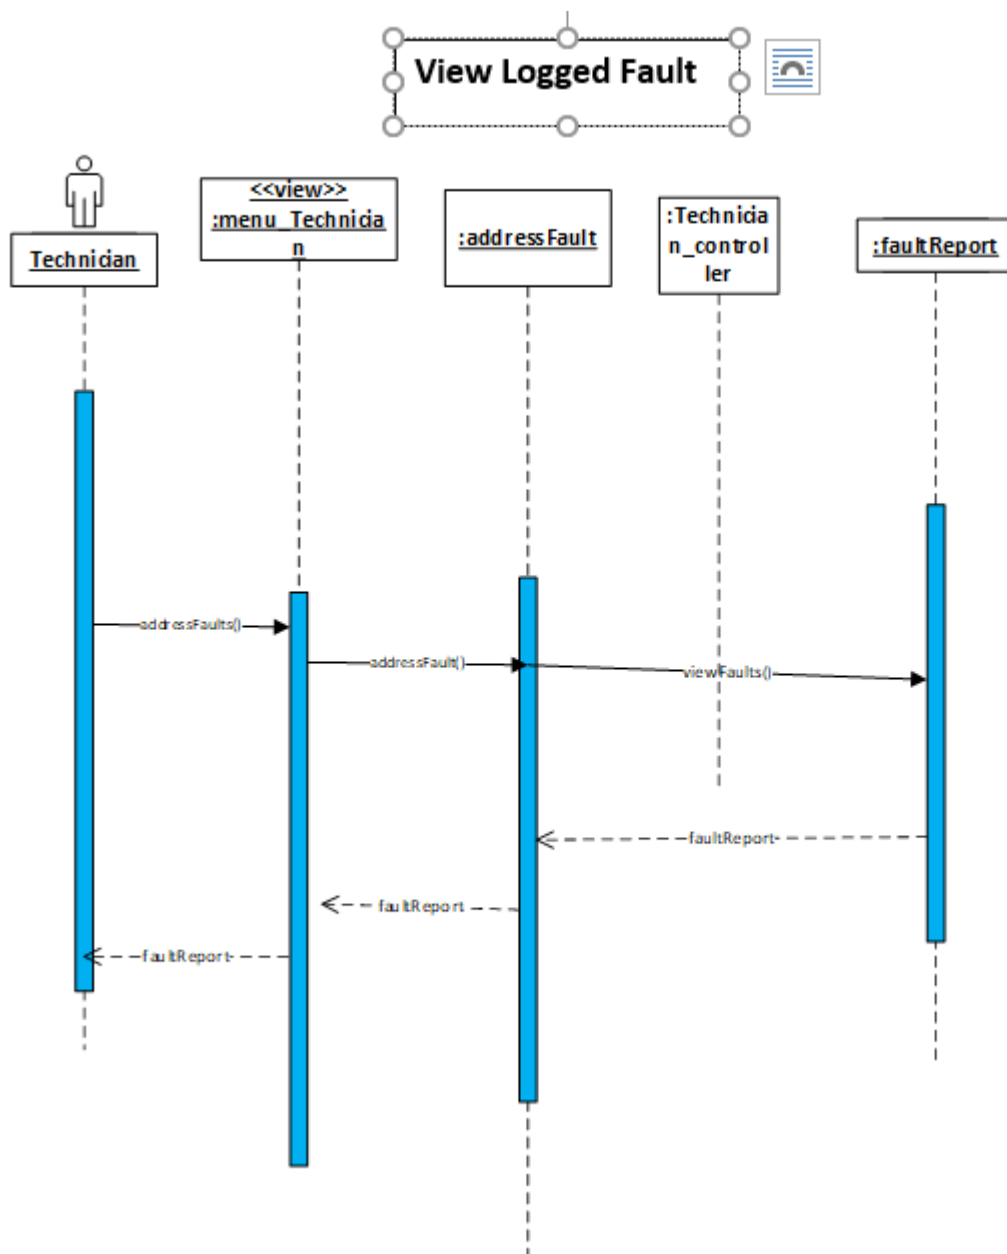 View Logged Fault
<<view>>
:menu_Technicia
n
Technician
:addressFault
:Technicia
n_control
ler
:faultReport
addressFaults()
addressFault()
viewFaults()
faultReport
faultReport
faultReport